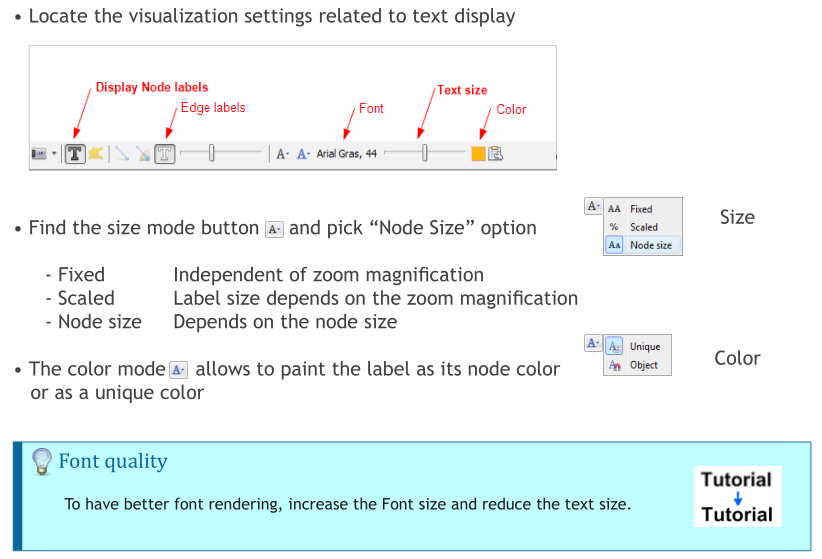 • Locate the visualization settings related to text display
Display Node labels
Edge labels
Font
Text size
Color
T T A A Arial Gras, 44
• Find the size mode button A and pick “Node Size” option
A AA Fixed
% Scaled
AA Node size
Size
- Fixed Independent of zoom magnification
- Scaled Label size depends on the zoom magnification
- Node size Depends on the node size
• The color mode A allows to paint the label as its node color
or as a unique color
A Unique
Object
Color
Font quality
To have better font rendering, increase the Font size and reduce the text size.
Tutorial
Tutorial